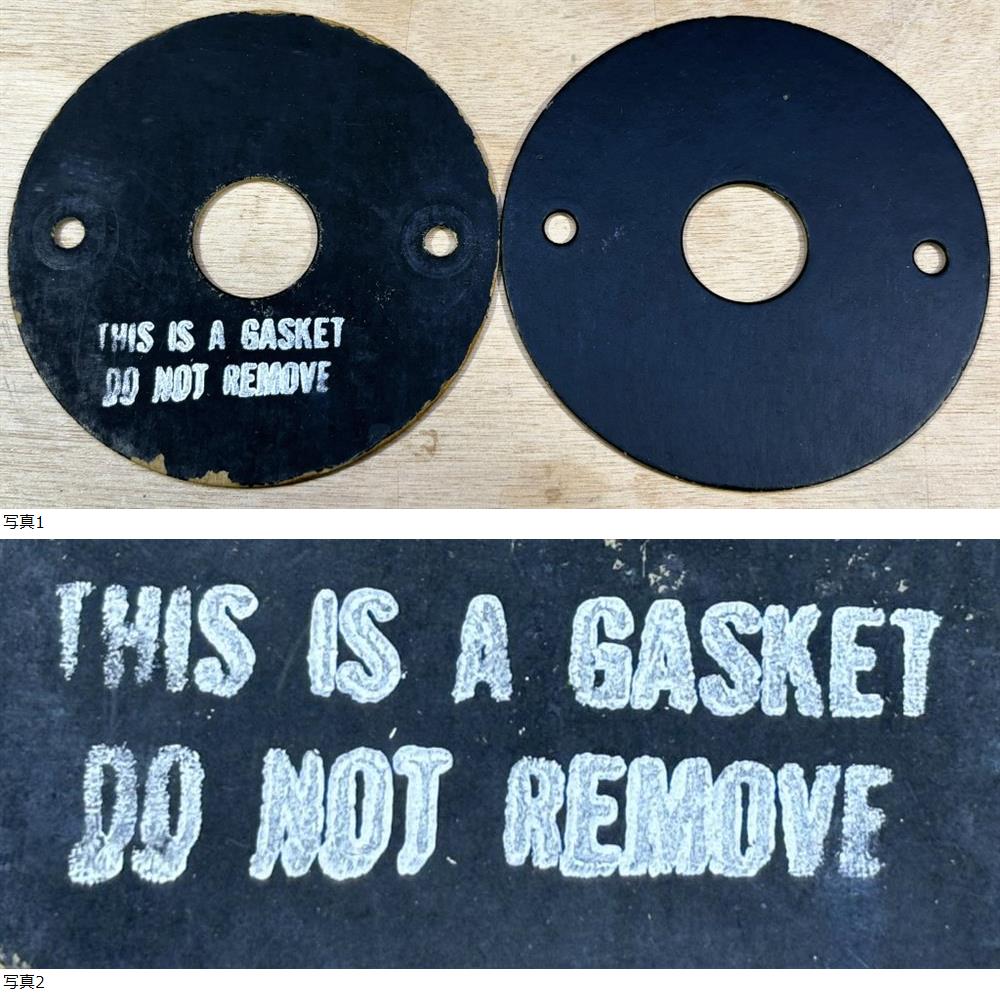 THIS IS A GASKET
DO NOT REMOVE
写真1
THIS IS A GASKET
DO NOT REMOVE
写真2